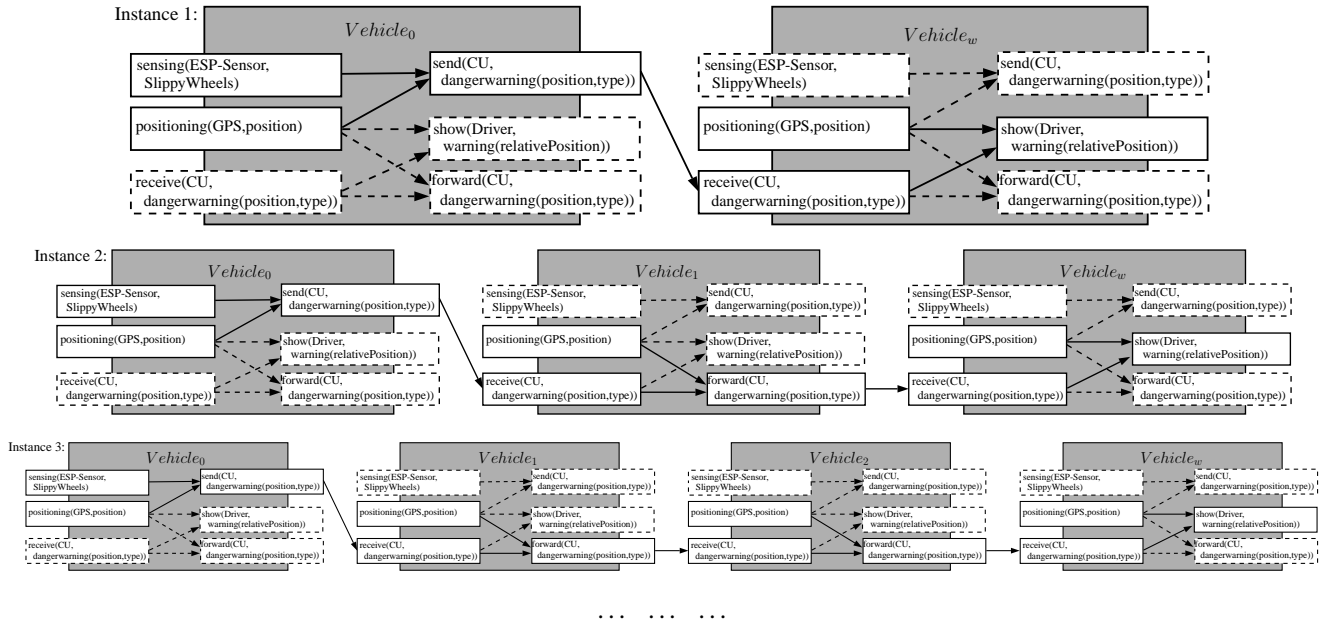 Instance 1:
Vehicle₀
sensing(ESP-Sensor,
SlippyWheels)
positioning(GPS,position)
receive(CU,
dangerwarning(position,type))
send(CU,
dangerwarning(position,type))
show(Driver,
warning(relativePosition))
forward(CU,
dangerwarning(position,type))
Vehicle_w
sensing(ESP-Sensor,
SlippyWheels)
positioning(GPS,position)
receive(CU,
dangerwarning(position,type))
send(CU,
dangerwarning(position,type))
show(Driver,
warning(relativePosition))
forward(CU,
dangerwarning(position,type))
Instance 2:
Vehicle₀
sensing(ESP-Sensor,
SlippyWheels)
positioning(GPS,position)
receive(CU,
dangerwarning(position,type))
send(CU,
dangerwarning(position,type))
show(Driver,
warning(relativePosition))
forward(CU,
dangerwarning(position,type))
Vehicle₁
sensing(ESP-Sensor,
SlippyWheels)
positioning(GPS,position)
receive(CU,
dangerwarning(position,type))
send(CU,
dangerwarning(position,type))
show(Driver,
warning(relativePosition))
forward(CU,
dangerwarning(position,type))
Vehicle_w
sensing(ESP-Sensor,
SlippyWheels)
positioning(GPS,position)
receive(CU,
dangerwarning(position,type))
send(CU,
dangerwarning(position,type))
show(Driver,
warning(relativePosition))
forward(CU,
dangerwarning(position,type))
Instance 3:
Vehicle₀
sensing(ESP-Sensor,
SlippyWheels)
positioning(GPS,position)
receive(CU,
dangerwarning(position,type))
send(CU,
dangerwarning(position,type))
show(Driver,
warning(relativePosition))
forward(CU,
dangerwarning(position,type))
Vehicle₁
sensing(ESP-Sensor,
SlippyWheels)
positioning(GPS,position)
receive(CU,
dangerwarning(position,type))
send(CU,
dangerwarning(position,type))
show(Driver,
warning(relativePosition))
forward(CU,
dangerwarning(position,type))
Vehicle₂
sensing(ESP-Sensor,
SlippyWheels)
positioning(GPS,position)
receive(CU,
dangerwarning(position,type))
send(CU,
dangerwarning(position,type))
show(Driver,
warning(relativePosition))
forward(CU,
dangerwarning(position,type))
Vehicle_w
sensing(ESP-Sensor,
SlippyWheels)
positioning(GPS,position)
receive(CU,
dangerwarning(position,type))
send(CU,
dangerwarning(position,type))
show(Driver,
warning(relativePosition))
forward(CU,
dangerwarning(position,type))
... ... ...